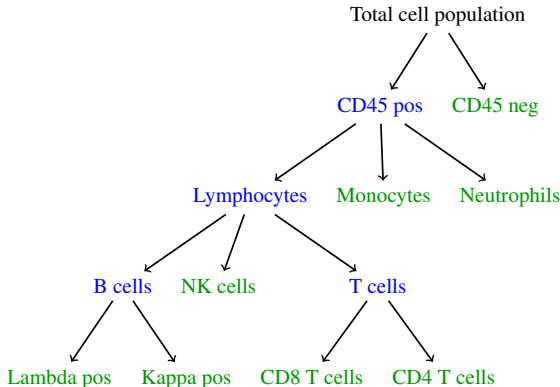 Total cell population
CD45 pos CD45 neg
Lymphocytes Monocytes Neutrophils
B cells NK cells T cells
Lambda pos Kappa pos CD8 T cells CD4 T cells